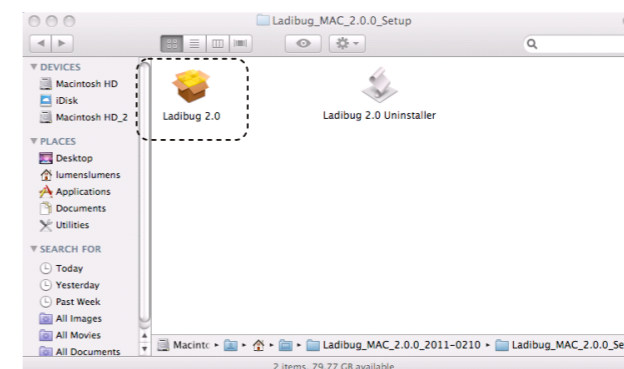 Ladibug_MAC_2.0.0_Setup
DEVICES
Macintosh HD
iDisk
Macintosh HD_2
PLACES
Desktop
lumenslumens
Applications
Documents
Utilities
SEARCH FOR
Today
Yesterday
Past Week
All Images
All Movies
All Documents
Ladibug 2.0
Ladibug 2.0 Uninstaller
Macintc Ladibug_MAC_2.0.0_2011-0210 Ladibug_MAC_2.0.0_Se
2 items, 79.77 GB available